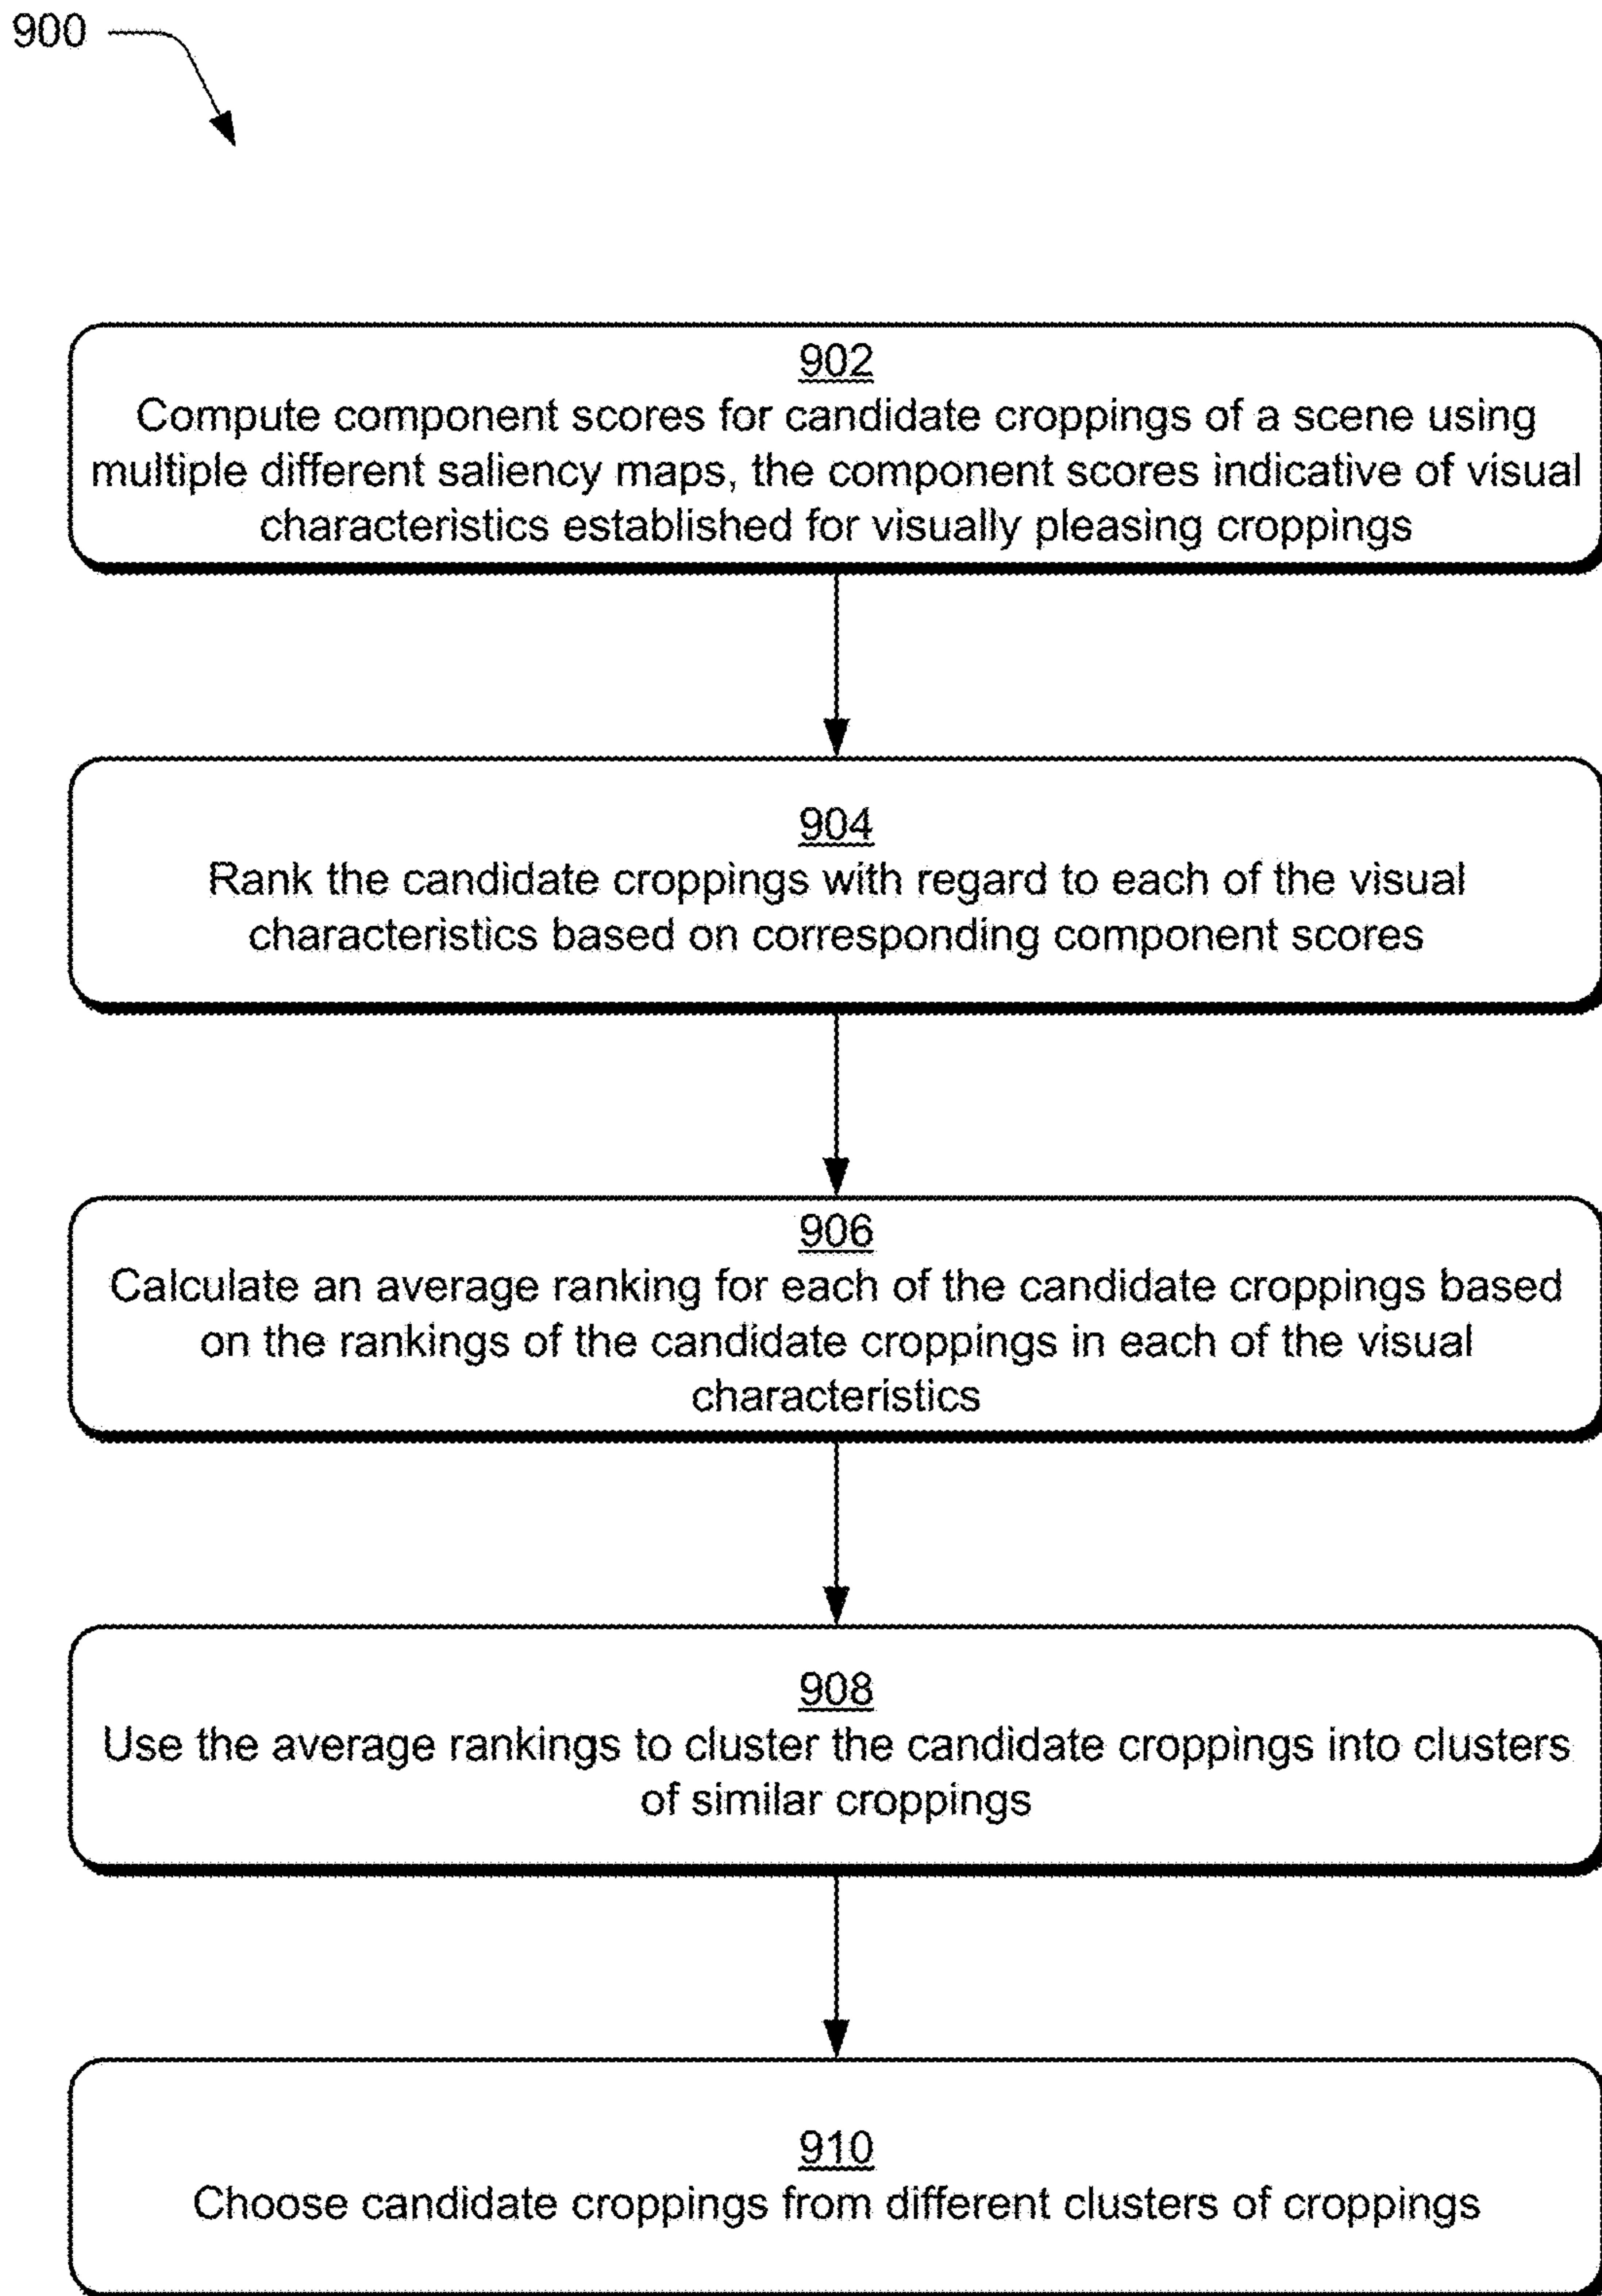 900
902
Compute component scores for candidate croppings of a scene using
multiple different saliency maps, the component scores indicative of visual
characteristics established for visually pleasing croppings
904
Rank the candidate croppings with regard to each of the visual
characteristics based on corresponding component scores
906
Calculate an average ranking for each of the candidate croppings based
on the rankings of the candidate croppings in each of the visual
characteristics
908
Use the average rankings to cluster the candidate croppings into clusters
of similar croppings
910
Choose candidate croppings from different clusters of croppings